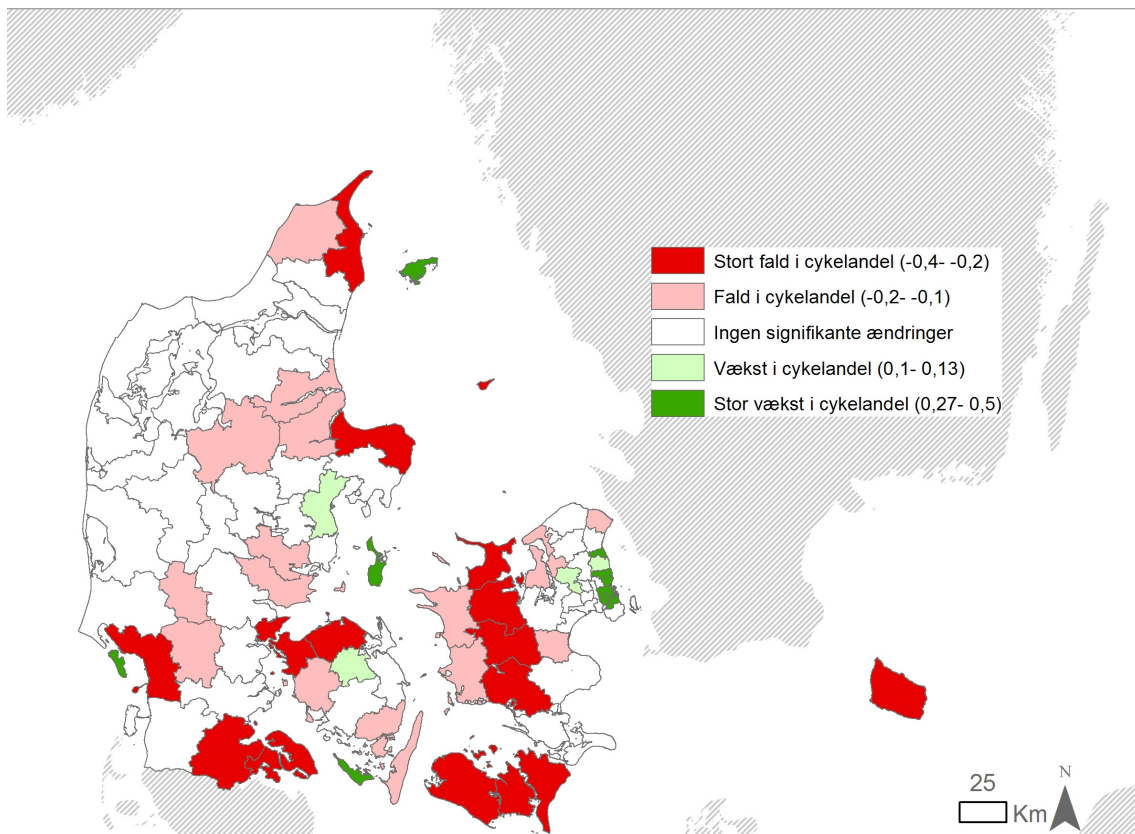 Stort fald i cykelandel (-0,4- -0,2)
Fald i cykelandel (-0,2- -0,1)
Ingen signifikante ændringer
Vækst i cykelandel (0,1- 0,13)
Stor vækst i cykelandel (0,27- 0,5)
25
Km
N